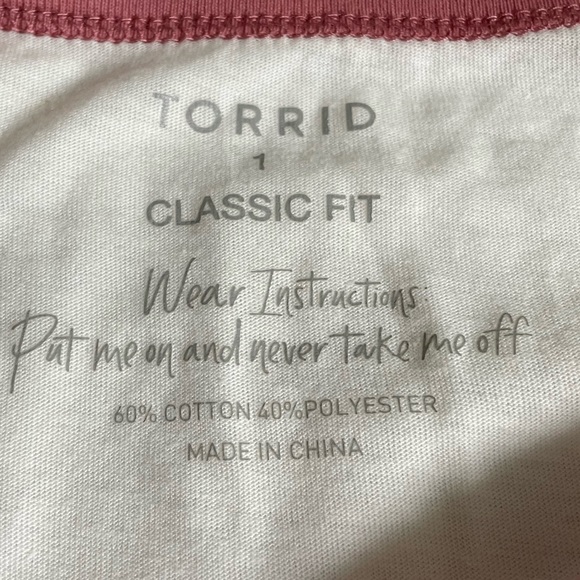 TORRID
1
CLASSIC FIT
Wear Instructions:
Put me on and never take me off
60% COTTON 40%POLYESTER
MADE IN CHINA